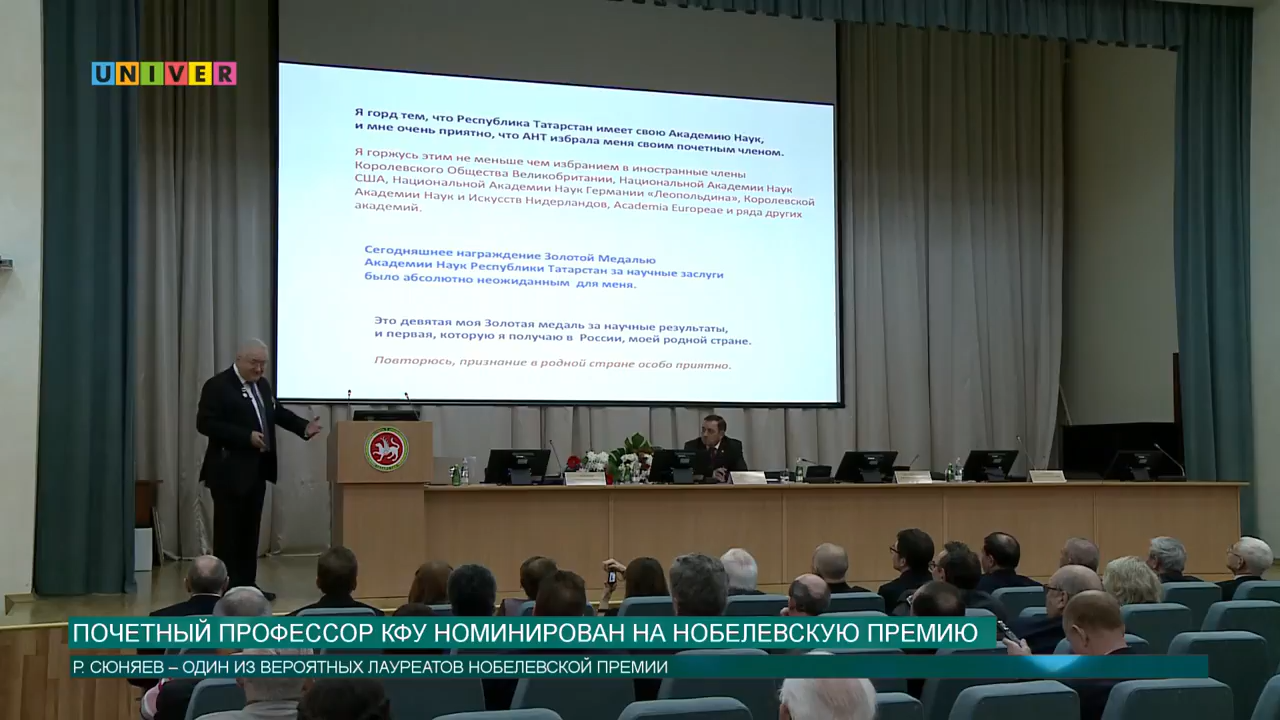 UNIVER
Я горд тем, что Республика Татарстан имеет свою Академию Наук,
и мне очень приятно, что АНТ избрала меня своим почетным членом.
Я горжусь этим не меньше чем избранием в иностранные члены
Королевского Общества Великобритании, Национальной Академии Наук
США, Национальной Академии Наук Германии «Леопольдина», Королевской
Академии Наук и Искусств Нидерландов, Academia Europeae и ряда других
академий.
Сегодняшнее награждение Золотой Медалью
Академии Наук Республики Татарстан за научные заслуги
было абсолютно неожиданным для меня.
Это девятая моя Золотая медаль за научные результаты,
и первая, которую я получаю в России, моей родной стране.
Повторюсь, признание в родной стране особо приятно.
ПОЧЕТНЫЙ ПРОФЕССОР КФУ НОМИНИРОВАН НА НОБЕЛЕВСКУЮ ПРЕМИЮ
Р. СЮНЯЕВ – ОДИН ИЗ ВЕРОЯТНЫХ ЛАУРЕАТОВ НОБЕЛЕВСКОЙ ПРЕМИИ